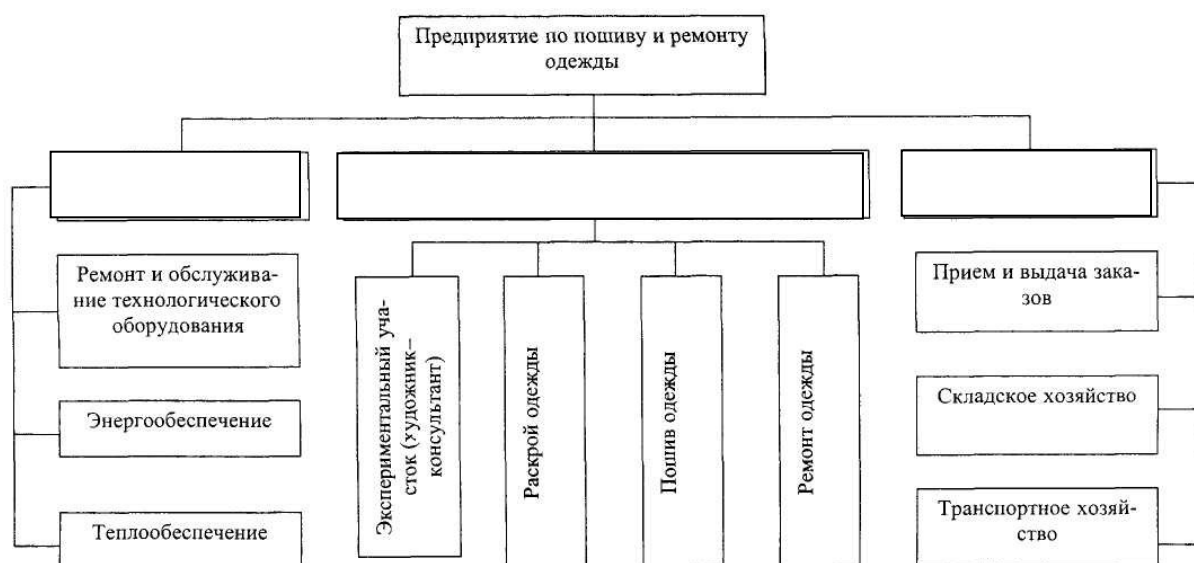 Предприятие по пошиву и ремонту
одежды
Ремонт и обслужива-
ние технологического
оборудования
Энергообеспечение
Теплообеспечение
Экспериментальный уча-
сток (художник–
консультант)
Раскрой одежды
Пошив одежды
Ремонт одежды
Прием и выдача зака-
зов
Складское хозяйство
Транспортное хозяй-
ство